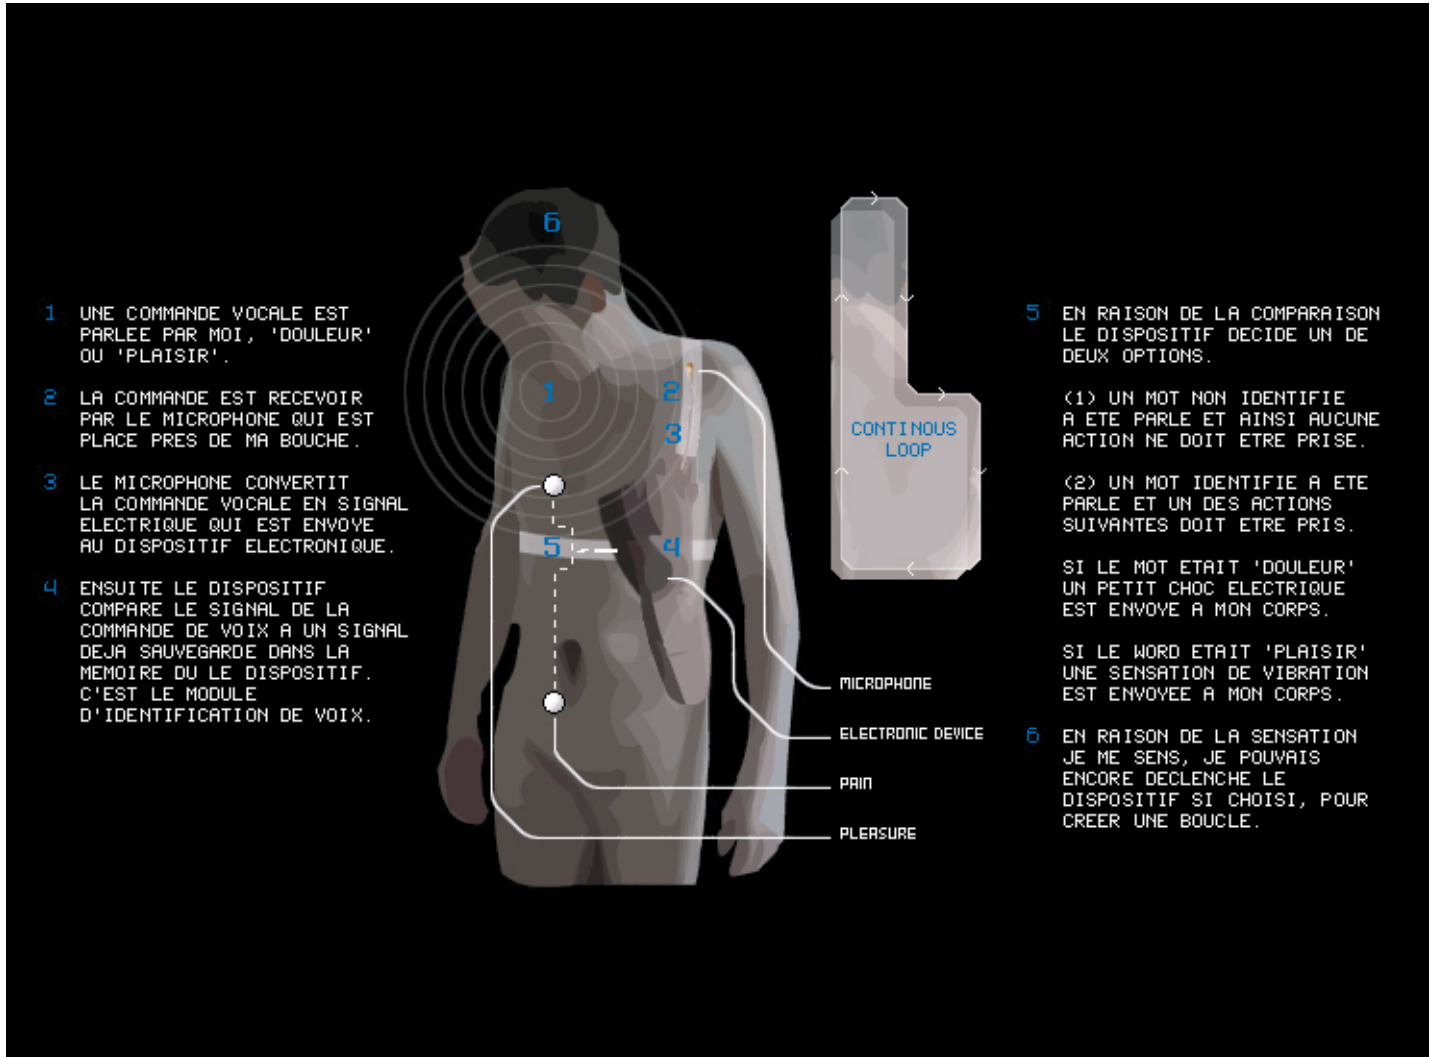 1 UNE COMMANDE VOCALE EST
PARLEE PAR MOI, 'DOULEUR'
OU 'PLAISIR'.
2 LA COMMANDE EST RECEVOIR
PAR LE MICROPHONE QUI EST
PLACE PRES DE MA BOUCHE.
3 LE MICROPHONE CONVERTIT
LA COMMANDE VOCALE EN SIGNAL
ELECTRIQUE QUI EST ENVOYE
AU DISPOSITIF ELECTRONIQUE.
4 ENSUITE LE DISPOSITIF
COMPARE LE SIGNAL DE LA
COMMANDE DE VOIX A UN SIGNAL
DEJA SAUVEGARDE DANS LA
MEMOIRE DU LE DISPOSITIF.
C'EST LE MODULE
D'IDENTIFICATION DE VOIX.
6
1
2
3
5
4
CONTINOUS
LOOP
MICROPHONE
ELECTRONIC DEVICE
PAIN
PLEASURE
5 EN RAISON DE LA COMPARAISON
LE DISPOSITIF DECIDE UN DE
DEUX OPTIONS.
(1) UN MOT NON IDENTIFIE
A ETE PARLE ET AINSI AUCUNE
ACTION NE DOIT ETRE PRISE.
(2) UN MOT IDENTIFIE A ETE
PARLE ET UN DES ACTIONS
SUIVANTES DOIT ETRE PRIS.
SI LE MOT ETAIT 'DOULEUR'
UN PETIT CHOC ELECTRIQUE
EST ENVOYE A MON CORPS.
SI LE WORD ETAIT 'PLAISIR'
UNE SENSATION DE VIBRATION
EST ENVOYEE A MON CORPS.
6 EN RAISON DE LA SENSATION
JE ME SENS, JE POUVAIS
ENCORE DECLENCHE LE
DISPOSITIF SI CHOISI, POUR
CREER UNE BOUCLE.